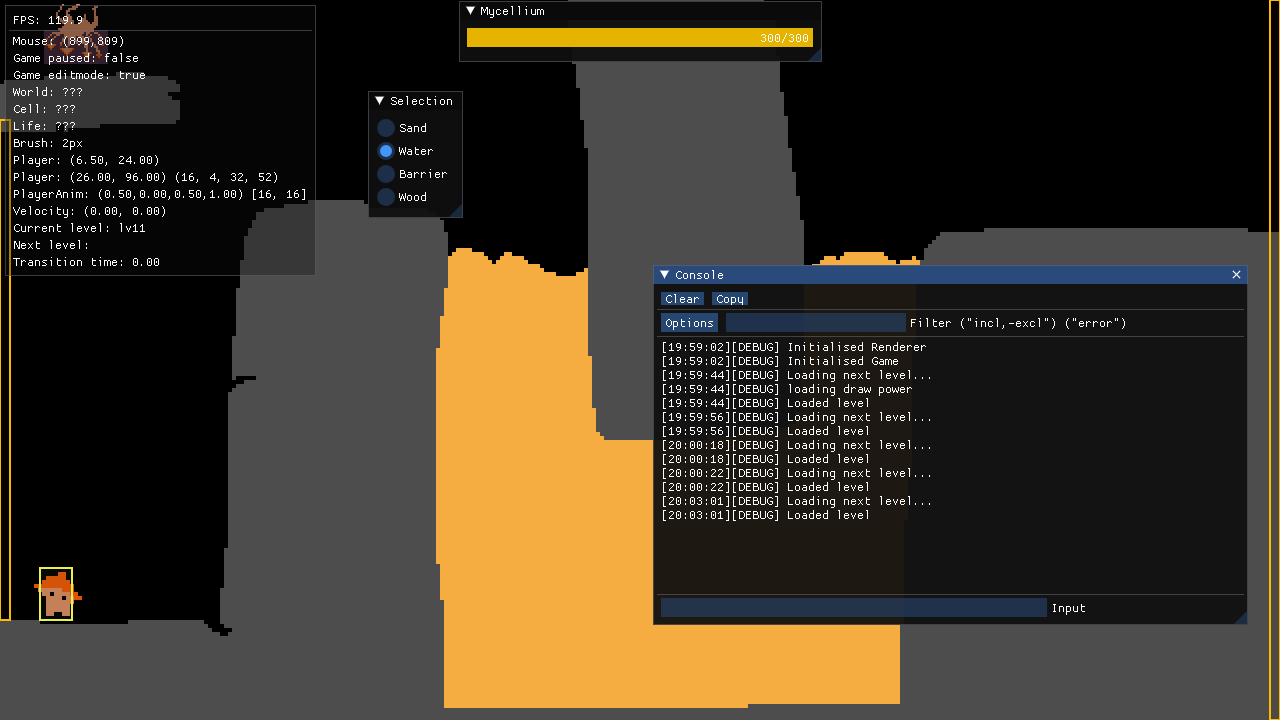 FPS: 119.9
Mouse: (899,809)
Game paused: false
Game editmode: true
World: ???
Cell: ???
Life: ???
Brush: 2px
Player: (6.50, 24.00)
Player: (26.00, 96.00) (16, 4, 32, 52)
PlayerAnim: (0.50,0.00,0.50,1.00) [16, 16]
Velocity: (0.00, 0.00)
Current level: lvl1
Next level:
Transition time: 0.00
Mycellium
300/300
Selection
Sand
Water
Barrier
Wood
Console
Clear Copy
Options Filter ("incl,-excl") ("error")
[19:59:02][DEBUG] Initialised Renderer
[19:59:02][DEBUG] Initialised Game
[19:59:44][DEBUG] Loading next level...
[19:59:44][DEBUG] loading draw power
[19:59:44][DEBUG] Loaded level
[19:59:56][DEBUG] Loading next level...
[19:59:56][DEBUG] Loaded level
[20:00:18][DEBUG] Loading next level...
[20:00:18][DEBUG] Loaded level
[20:00:22][DEBUG] Loading next level...
[20:00:22][DEBUG] Loaded level
[20:03:01][DEBUG] Loading next level...
[20:03:01][DEBUG] Loaded level
Input